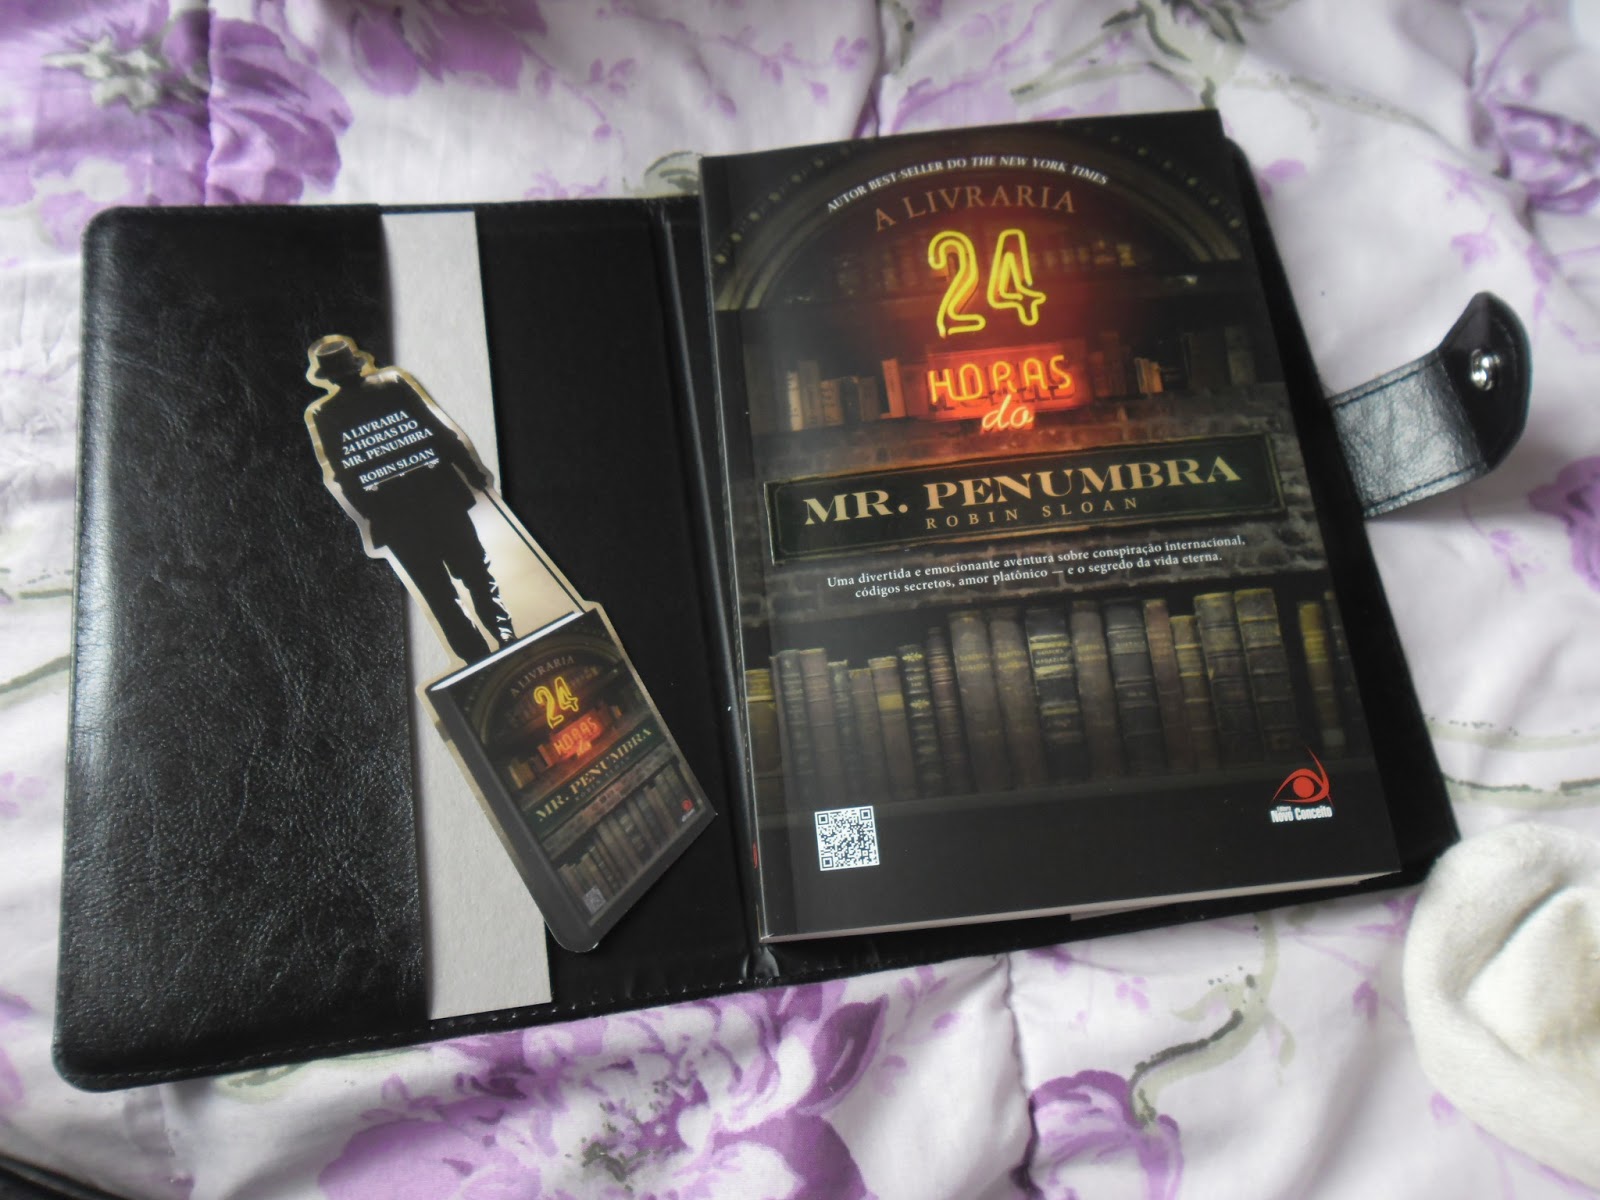 A LIVRARIA
24 HORAS DO
MR. PENUMBRA
ROBIN SLOAN
A LIVRARIA
24
HORAS
do
MR. PENUMBRA
AUTOR BEST-SELLER DO THE NEW YORK TIMES
A LIVRARIA
24
HORAS
do
MR. PENUMBRA
ROBIN SLOAN
Uma divertida e emocionante aventura sobre conspiração internacional,
códigos secretos, amor platônico — e o segredo da vida eterna.
Editora
Novo Conceito